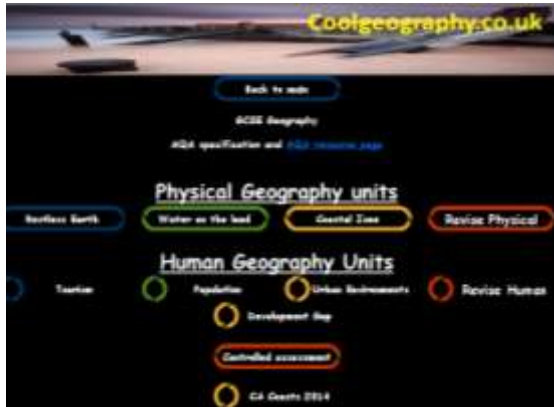 Coolgeography.co.uk
Back to main
GCSE Geography
AQA specification and AQA resource page
Physical Geography units
Restless Earth Water on the land Coastal Zone Revise Physical
Human Geography Units
Tourism Population Urban Environments Revise Human
Development Gap
Controlled assessment
CA Coasts 2014